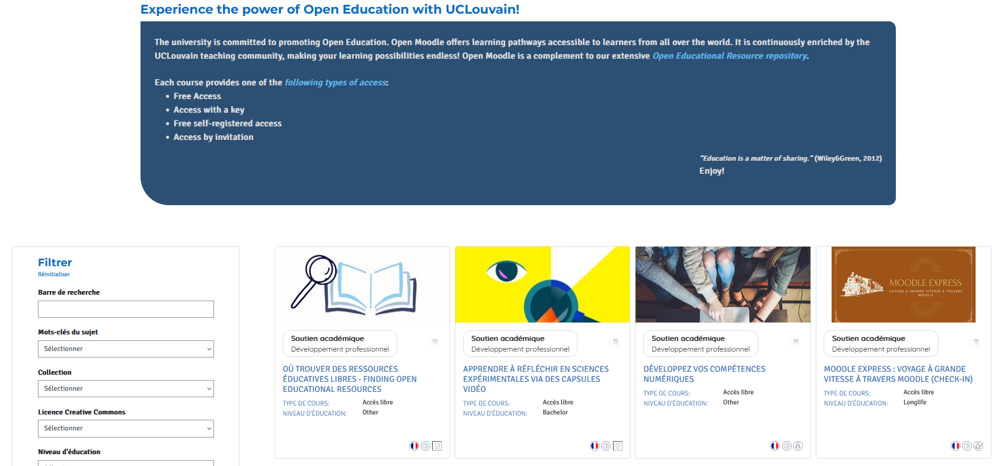 Experience the power of Open Education with UCLouvain!
The university is committed to promoting Open Education. Open Moodle offers learning pathways accessible to learners from all over the world. It is continuously enriched by the
UCLouvain teaching community, making your learning possibilities endless! Open Moodle is a complement to our extensive Open Educational Resource repository.
Each course provides one of the following types of access:
• Free Access
• Access with a key
• Free self-registered access
• Access by invitation
“Education is a matter of sharing.” (Wiley&Green, 2012)
Enjoy!
Filtrer
Réinitialiser
Barre de recherche
Mots-clés du sujet
Sélectionner
Collection
Sélectionner
Licence Creative Commons
Sélectionner
Niveau d'éducation
Soutien académique
Développement professionnel
OÙ TROUVER DES RESSOURCES
ÉDUCATIVES LIBRES - FINDING OPEN
EDUCATIONAL RESOURCES
TYPE DE COURS: Accès libre
NIVEAU D'ÉDUCATION: Other
Soutien académique
Développement professionnel
APPRENDRE À RÉFLÉCHIR EN SCIENCES
EXPÉRIMENTALES VIA DES CAPSULES
VIDÉO
TYPE DE COURS: Accès libre
NIVEAU D'ÉDUCATION: Bachelor
Soutien académique
Développement professionnel
DÉVELOPPEZ VOS COMPÉTENCES
NUMÉRIQUES
TYPE DE COURS: Accès libre
NIVEAU D'ÉDUCATION: Other
MOODLE EXPRESS
VOYAGE A GRANDE VITESSE A TRAVERS
MOODLE
Soutien académique
Développement professionnel
MOODLE EXPRESS : VOYAGE À GRANDE
VITESSE À TRAVERS MOODLE (CHECK-IN)
TYPE DE COURS: Accès libre
NIVEAU D'ÉDUCATION: Longlife